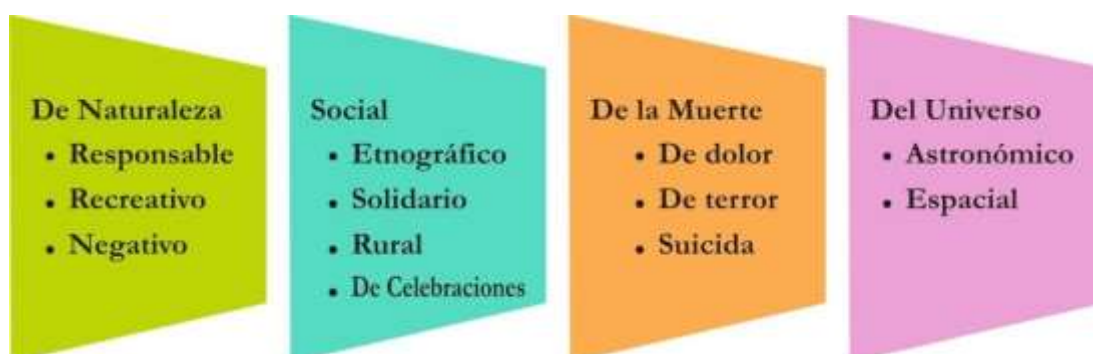 De Naturaleza
• Responsable
• Recreativo
• Negativo
Social
• Etnográfico
• Solidario
• Rural
• De Celebraciones
De la Muerte
• De dolor
• De terror
• Suicida
Del Universo
• Astronómico
• Espacial